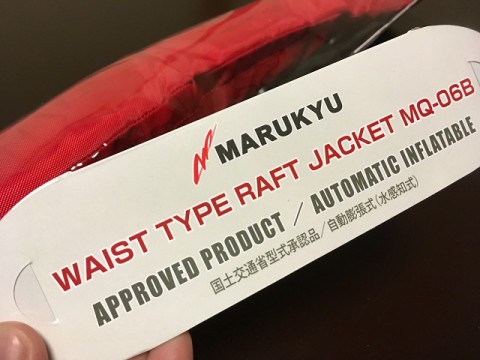 MARUKYU
WAIST TYPE RAFT JACKET MQ-06B
APPROVED PRODUCT / AUTOMATIC INFLATABLE
国土交通省型式承認品/自動膨張式(水感知式)